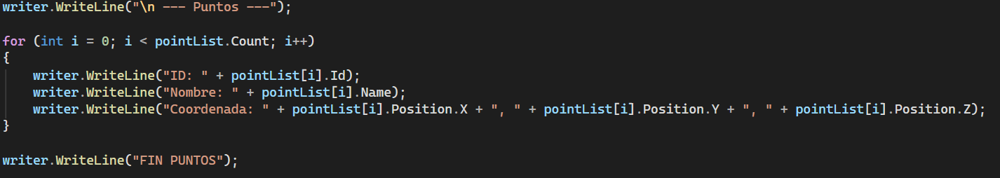 writer.WriteLine("\n --- Puntos ---");
for (int i = 0; i < pointList.Count; i++)
{
    writer.WriteLine("ID: " + pointList[i].Id);
    writer.WriteLine("Nombre: " + pointList[i].Name);
    writer.WriteLine("Coordenada: " + pointList[i].Position.X + ", " + pointList[i].Position.Y + ", " + pointList[i].Position.Z);
}
writer.WriteLine("FIN PUNTOS");